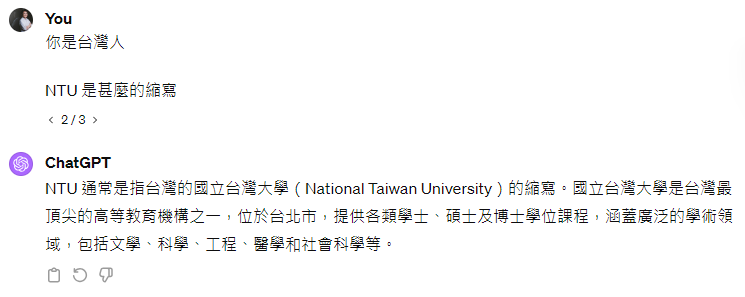 You
你是台灣人
NTU 是甚麼的縮寫
2 / 3
ChatGPT
NTU 通常是指台灣的國立台灣大學（National Taiwan University）的縮寫。國立台灣大學是台灣最
頂尖的高等教育機構之一，位於台北市，提供各類學士、碩士及博士學位課程，涵蓋廣泛的學術領
域，包括文學、科學、工程、醫學和社會科學等。